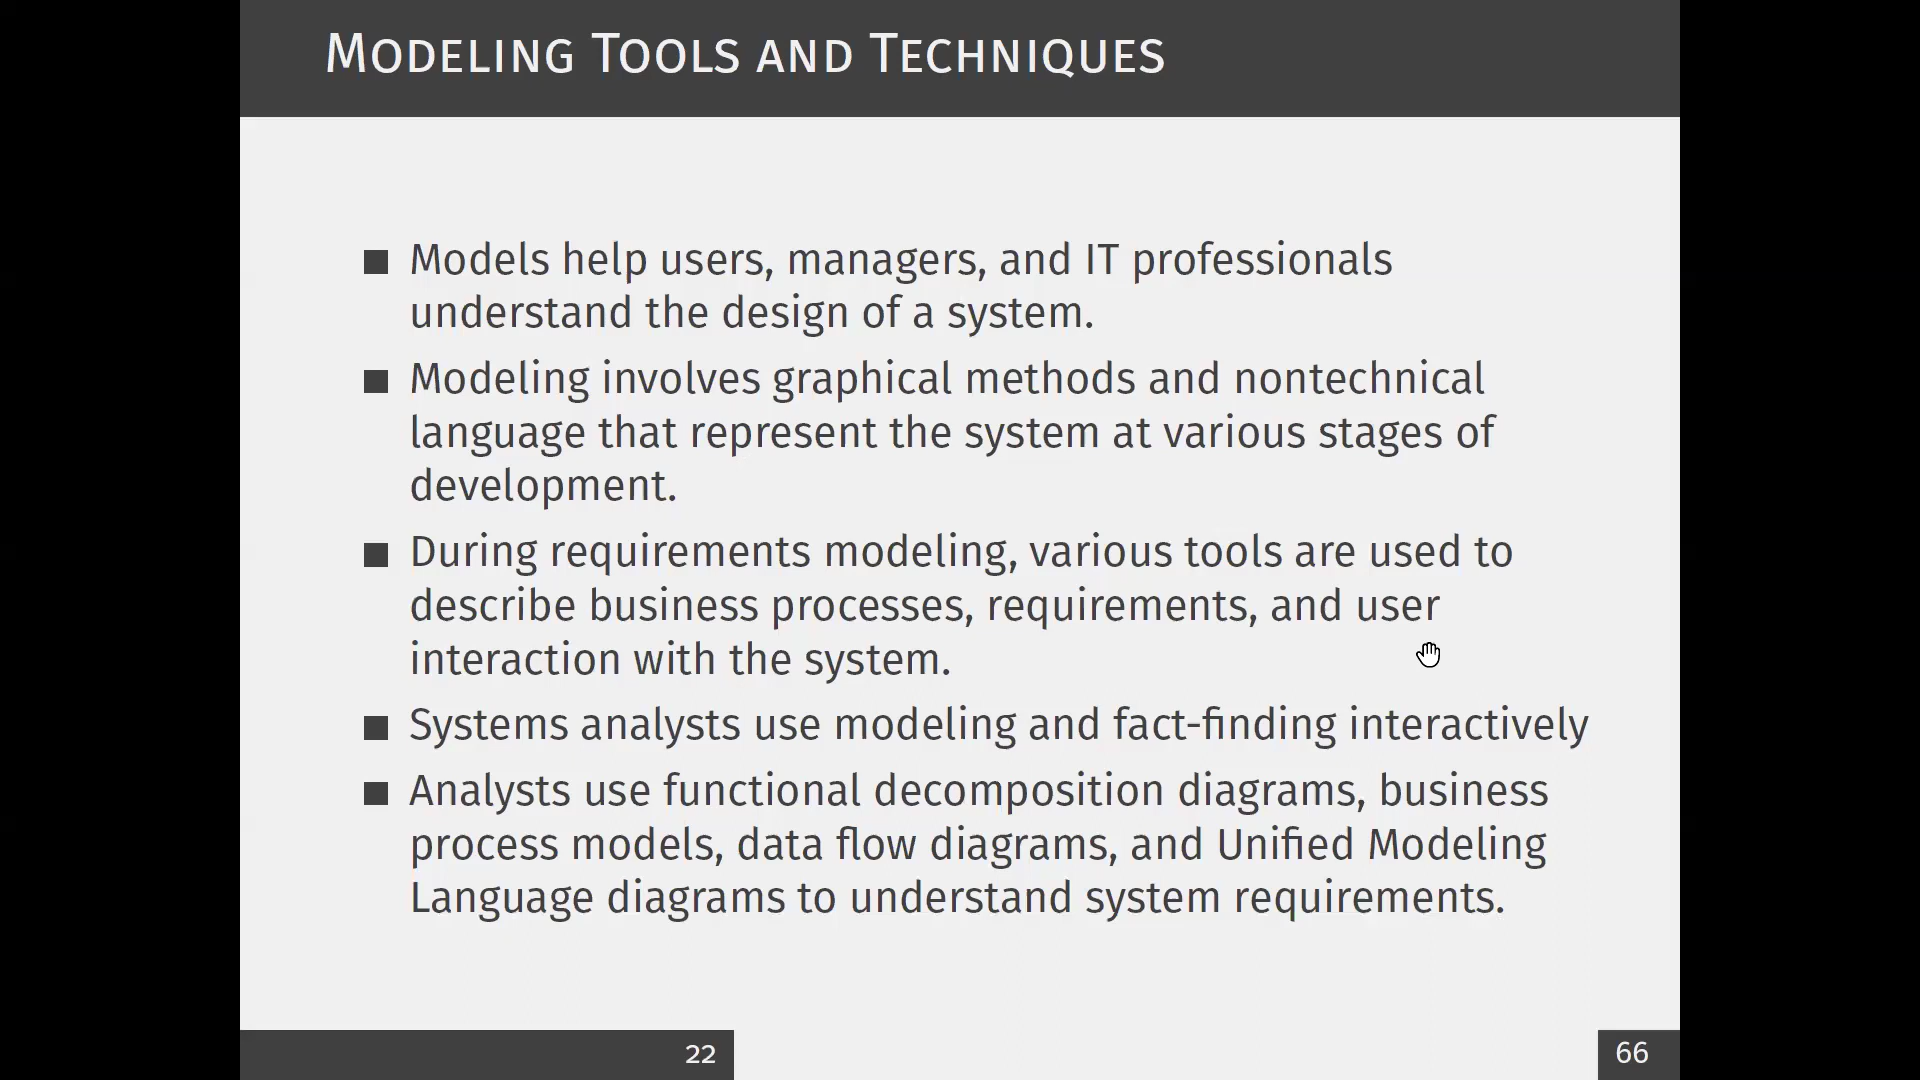 Modeling Tools and Techniques
Models help users, managers, and IT professionals
understand the design of a system.
Modeling involves graphical methods and nontechnical
language that represent the system at various stages of
development.
During requirements modeling, various tools are used to
describe business processes, requirements, and user
interaction with the system.
Systems analysts use modeling and fact-finding interactively
Analysts use functional decomposition diagrams, business
process models, data flow diagrams, and Unified Modeling
Language diagrams to understand system requirements.
22
66